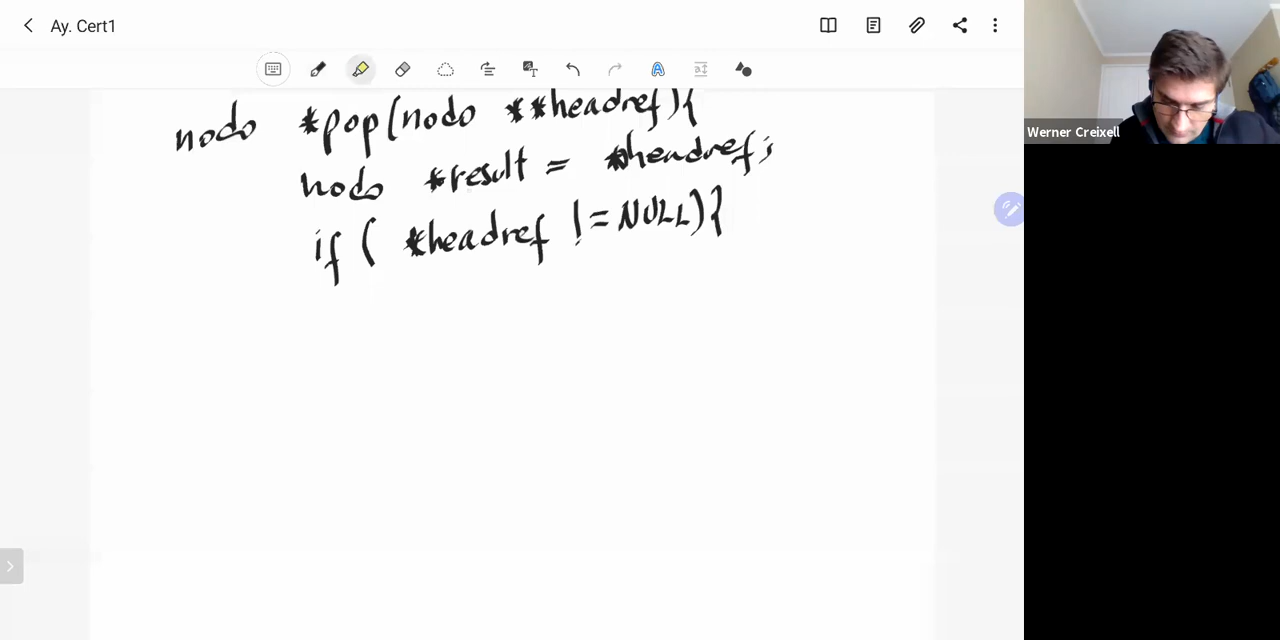 Ay. Cert1
nodo *pop(nodo **headref){
nodo *result = *headref;
if ( *headref != NULL){
Werner Creixell